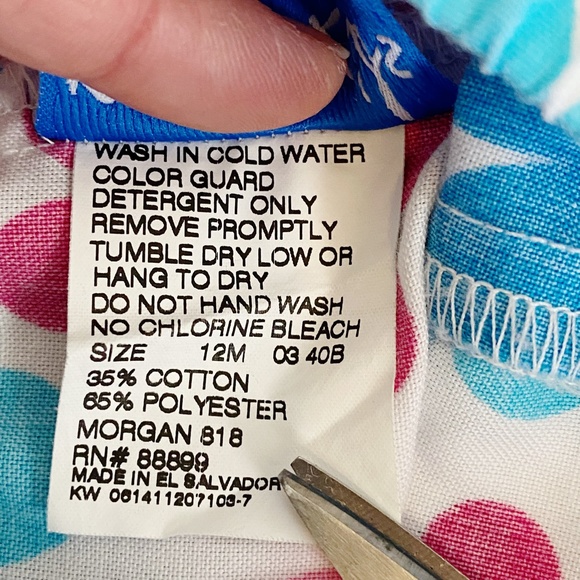 WASH IN COLD WATER
COLOR GUARD
DETERGENT ONLY
REMOVE PROMPTLY
TUMBLE DRY LOW OR
HANG TO DRY
DO NOT HAND WASH
NO CHLORINE BLEACH
SIZE 12M 03 40B
35% COTTON
65% POLYESTER
MORGAN 818
RN# 88899
MADE IN EL SALVADOR
KW 061411207103-7